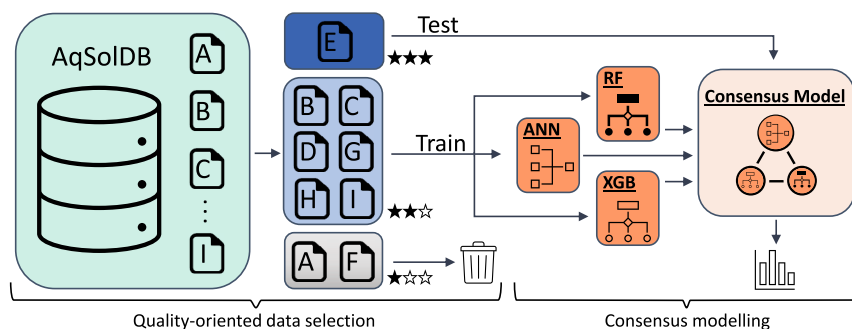 AqSolDB
A
B
C
⋮
I
E
★★★
B C
D G
H I
★★☆
A F
★☆☆
Test
Train
RF
ANN
XGB
Consensus Model
Quality-oriented data selection
Consensus modelling